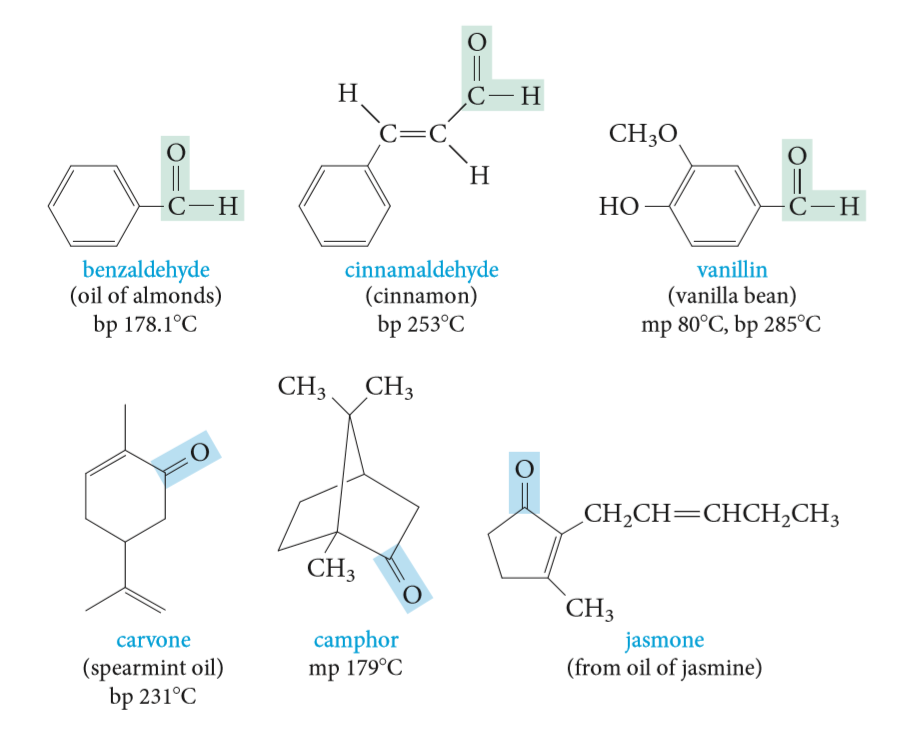 O
H
C—H
C=C
H
O
C—H
benzaldehyde
(oil of almonds)
bp 178.1°C
cinnamaldehyde
(cinnamon)
bp 253°C
CH₃O
O
HO
C—H
vanillin
(vanilla bean)
mp 80°C, bp 285°C
O
carvone
(spearmint oil)
bp 231°C
CH₃ CH₃
CH₃
O
camphor
mp 179°C
O
CH₂CH=CHCH₂CH₃
CH₃
jasmone
(from oil of jasmine)